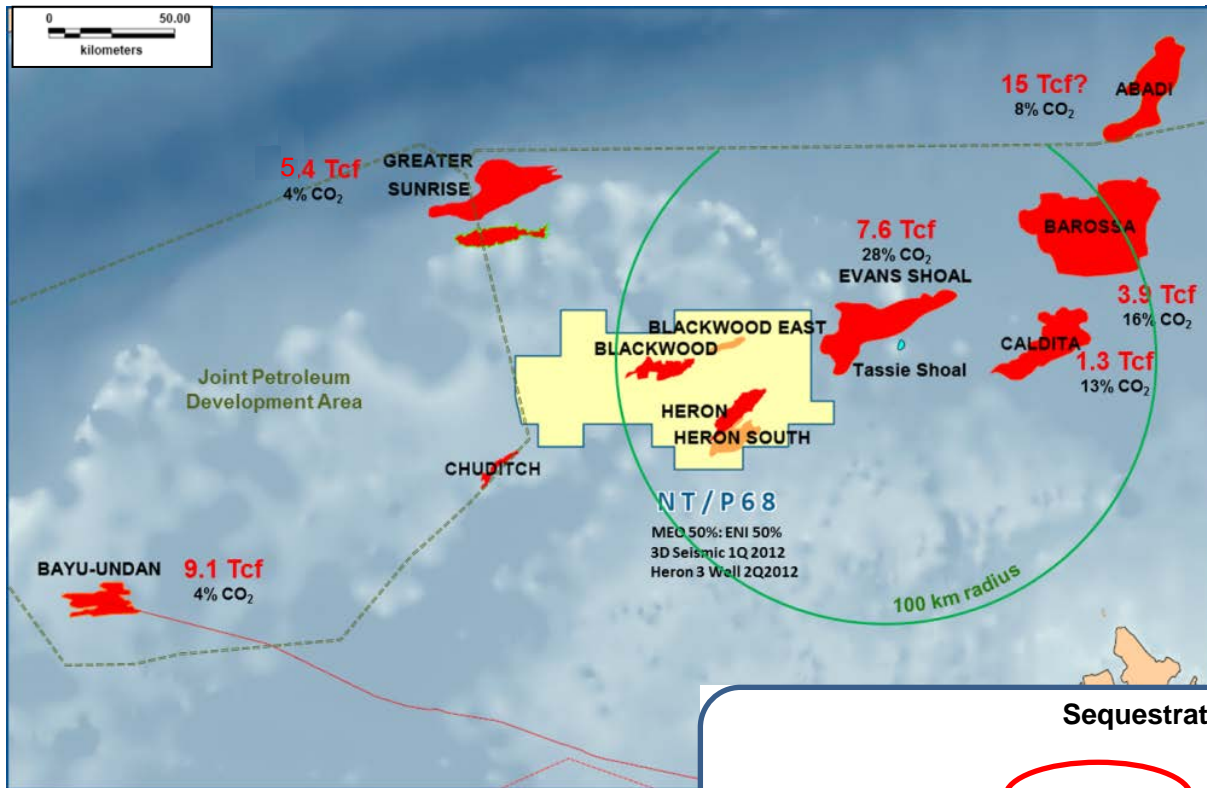 0 50.00
kilometers
15 Tcf?
8% CO₂
ABADI
5.4 Tcf
4% CO₂
GREATER
SUNRISE
BAROSSA
7.6 Tcf
28% CO₂
EVANS SHOAL
3.9 Tcf
16% CO₂
BLACKWOOD EAST
BLACKWOOD
Tassie Shoal
CALDITA
1.3 Tcf
13% CO₂
Joint Petroleum
Development Area
HERON
HERON SOUTH
CHUDITCH
NT/P68
MEO 50%: ENI 50%
3D Seismic 1Q 2012
Heron 3 Well 2Q2012
BAYU-UNDAN
9.1 Tcf
4% CO₂
100 km radius
Sequestrat